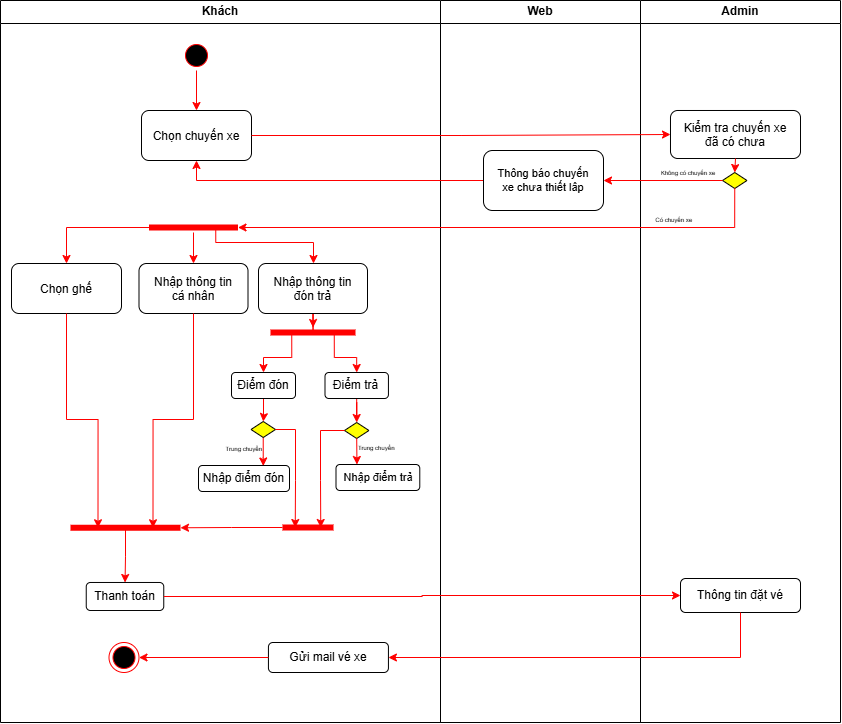 Khách
Web
Admin
Chọn chuyến xe
Kiểm tra chuyến xe
đã có chưa
Thông báo chuyến
xe chưa thiết lâp
Không có chuyến xe
Có chuyến xe
Chọn ghế
Nhập thông tin
cá nhân
Nhập thông tin
đón trả
Điểm đón
Điểm trả
Trung chuyển
Trung chuyển
Nhập điểm đón
Nhập điểm trả
Thanh toán
Thông tin đặt vé
Gửi mail vé xe